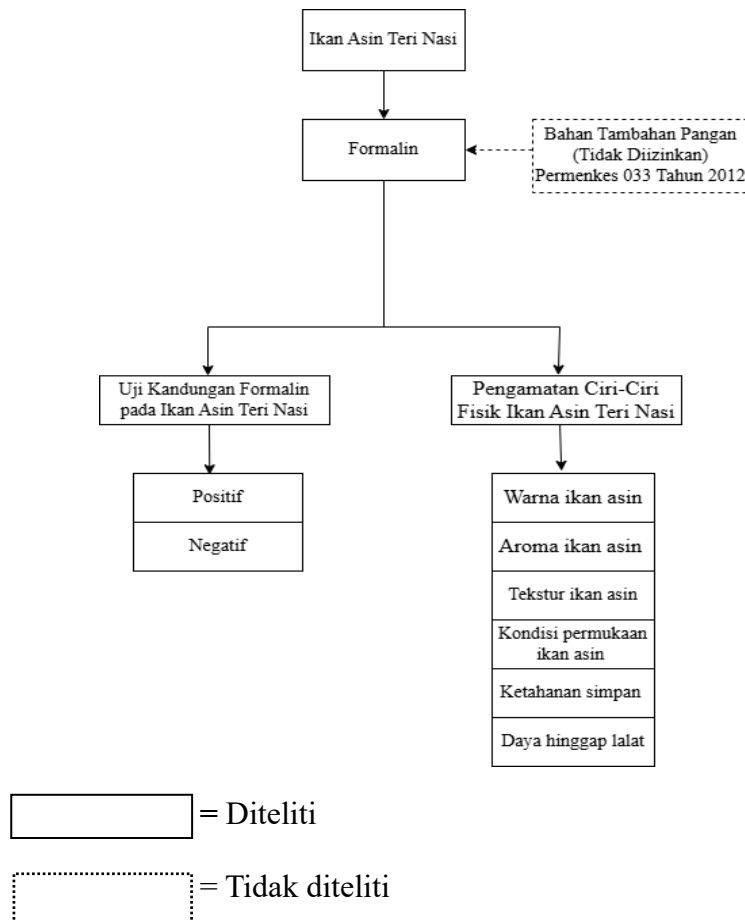 Ikan Asin Teri Nasi
Formalin
Bahan Tambahan Pangan
(Tidak Diizinkan)
Permenkes 033 Tahun 2012
Uji Kandungan Formalin
pada Ikan Asin Teri Nasi
Pengamatan Ciri-Ciri
Fisik Ikan Asin Teri Nasi
Positif
Negatif
Warna ikan asin
Aroma ikan asin
Tekstur ikan asin
Kondisi permukaan
ikan asin
Ketahanan simpan
Daya hinggap lalat
= Diteliti
= Tidak diteliti